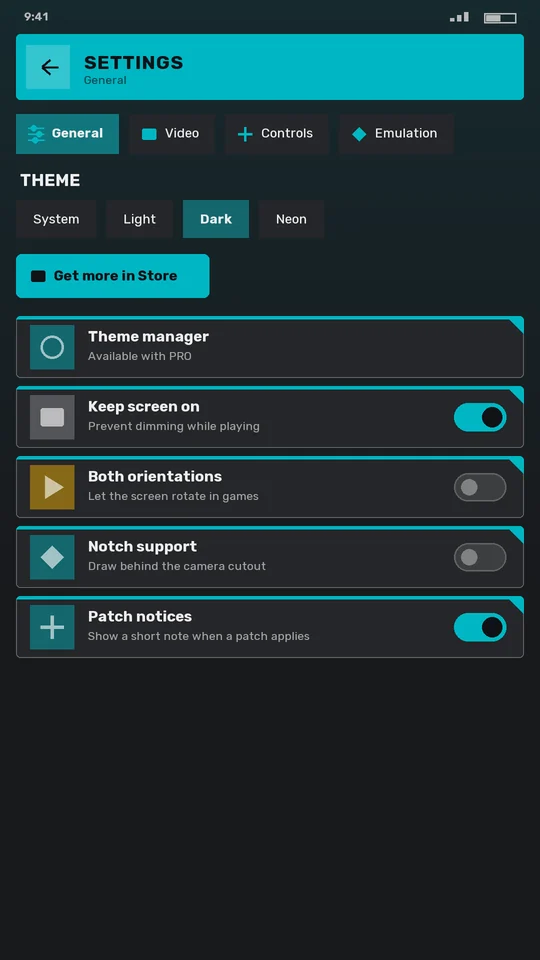 9:41
SETTINGS
General
General
Video
Controls
Emulation
THEME
System
Light
Dark
Neon
Get more in Store
Theme manager
Available with PRO
Keep screen on
Prevent dimming while playing
Both orientations
Let the screen rotate in games
Notch support
Draw behind the camera cutout
Patch notices
Show a short note when a patch applies